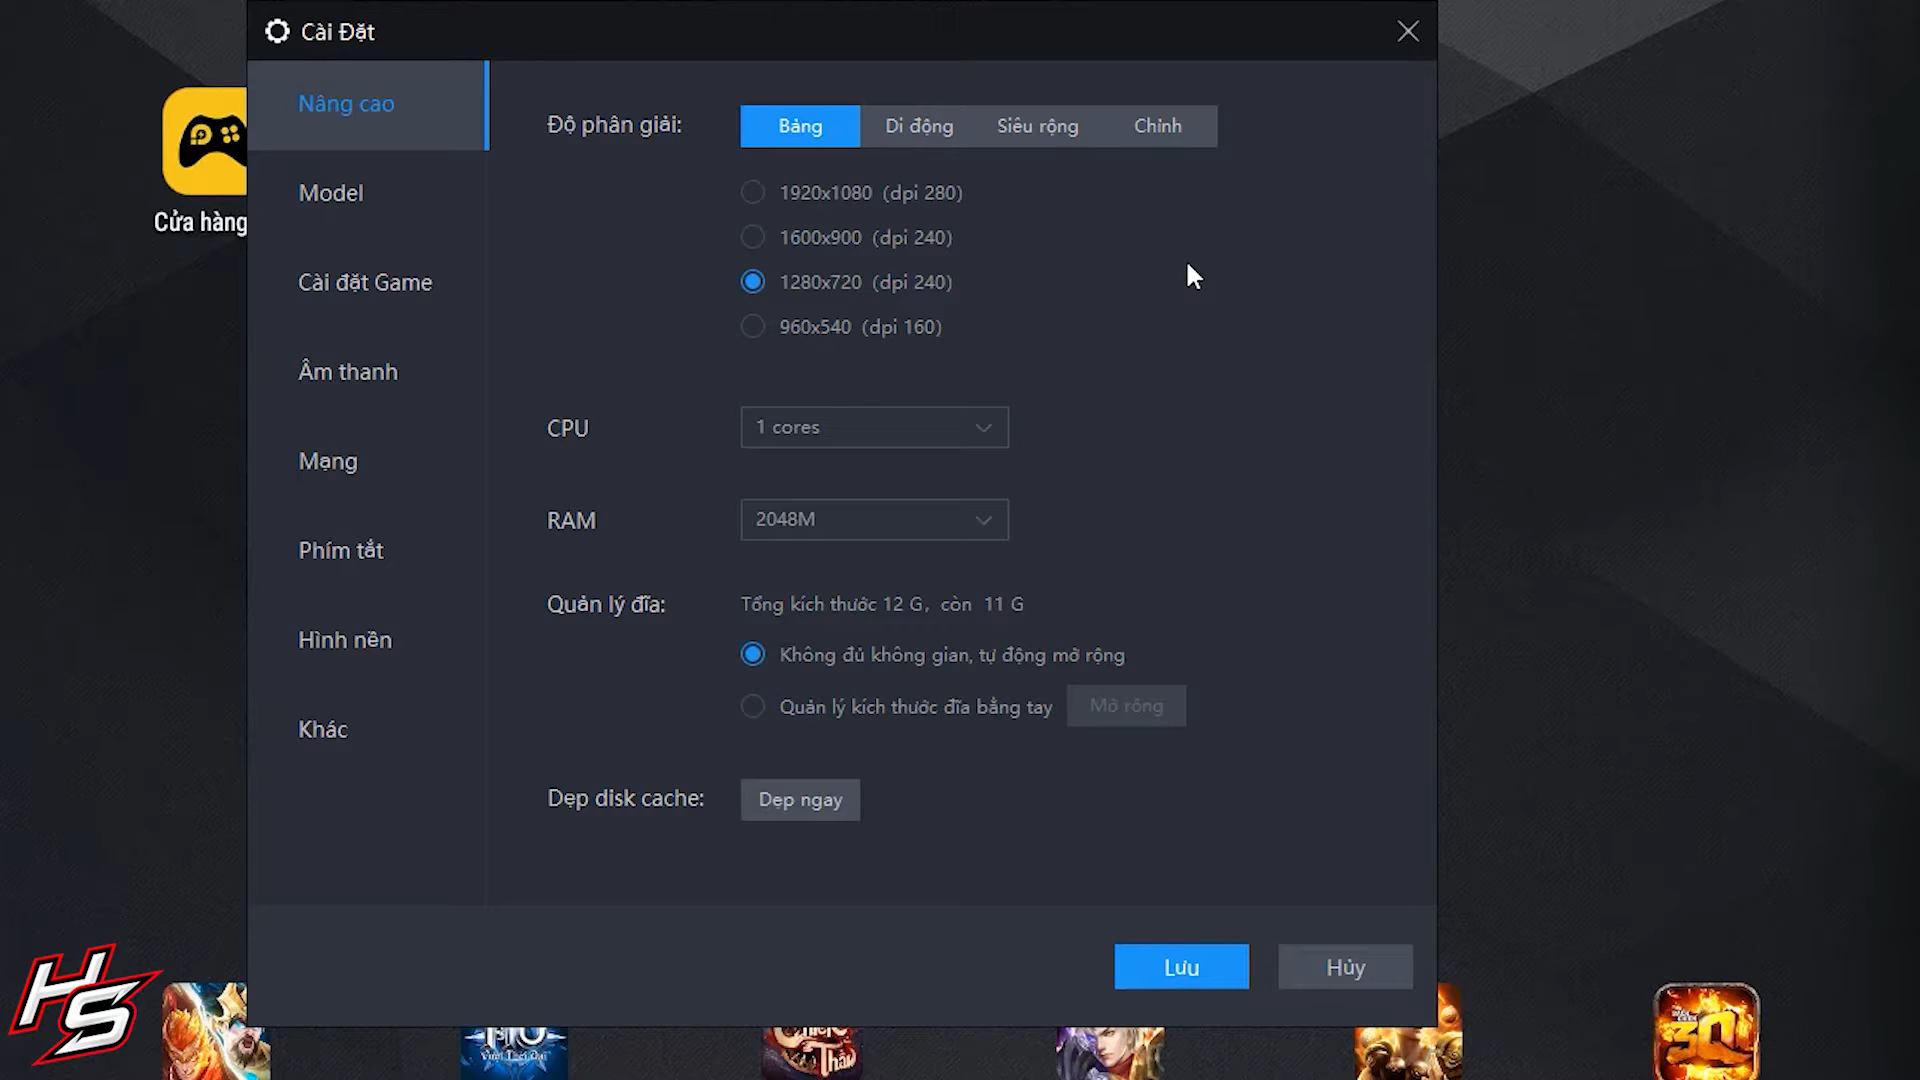 Cài Đặt
Nâng cao
Model
Cài đặt Game
Âm thanh
Mạng
Phím tắt
Hình nền
Khác
Độ phân giải:
Bảng
Di động
Siêu rộng
Chỉnh
1920x1080 (dpi 280)
1600x900 (dpi 240)
1280x720 (dpi 240)
960x540 (dpi 160)
CPU
1 cores
RAM
2048M
Quản lý đĩa:
Tổng kích thước 12 G, còn 11 G
Không đủ không gian, tự động mở rộng
Quản lý kích thước đĩa bằng tay
Mở rộng
Dẹp disk cache:
Dẹp ngay
Lưu
Hủy
Cửa hàng
HS
3Q